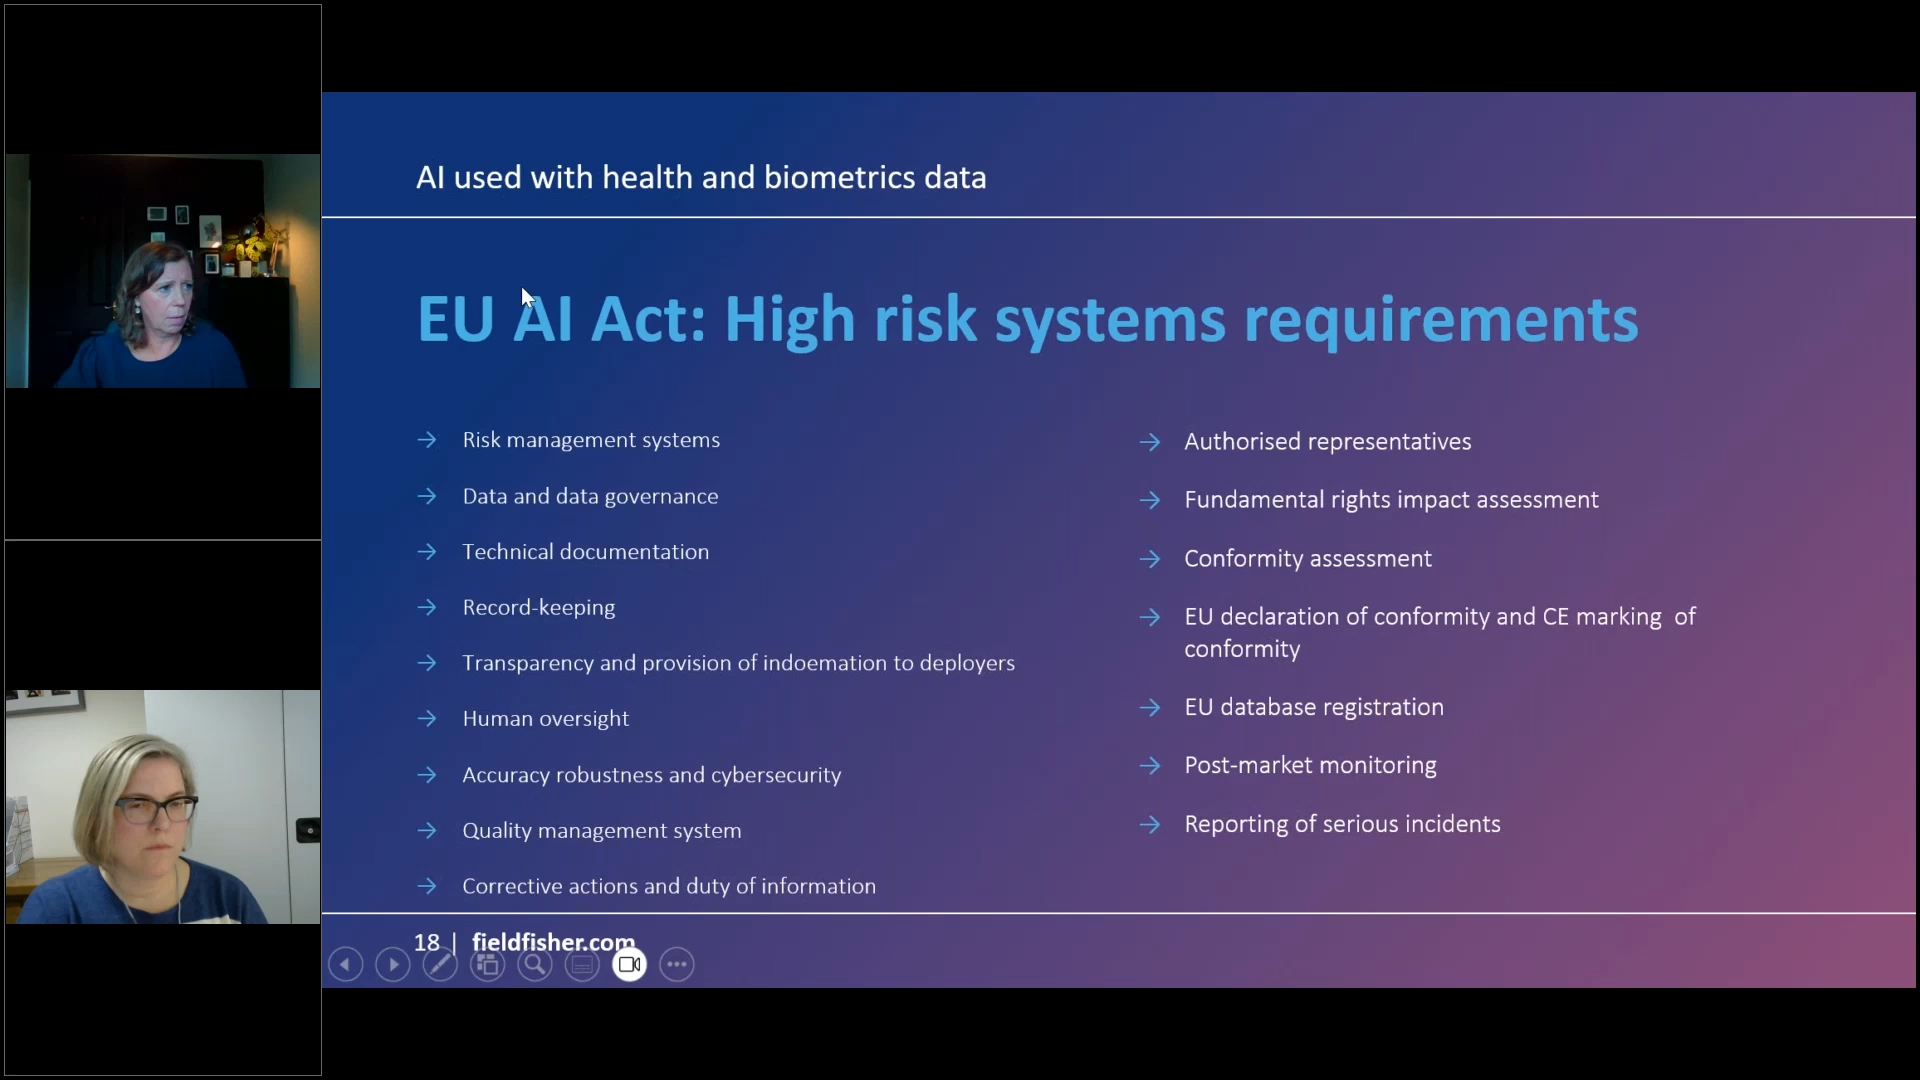 AI used with health and biometrics data
EU AI Act: High risk systems requirements
Risk management systems
Data and data governance
Technical documentation
Record-keeping
Transparency and provision of indoemation to deployers
Human oversight
Accuracy robustness and cybersecurity
Quality management system
Corrective actions and duty of information
Authorised representatives
Fundamental rights impact assessment
Conformity assessment
EU declaration of conformity and CE marking  of
conformity
EU database registration
Post-market monitoring
Reporting of serious incidents
18 | fieldfisher.com